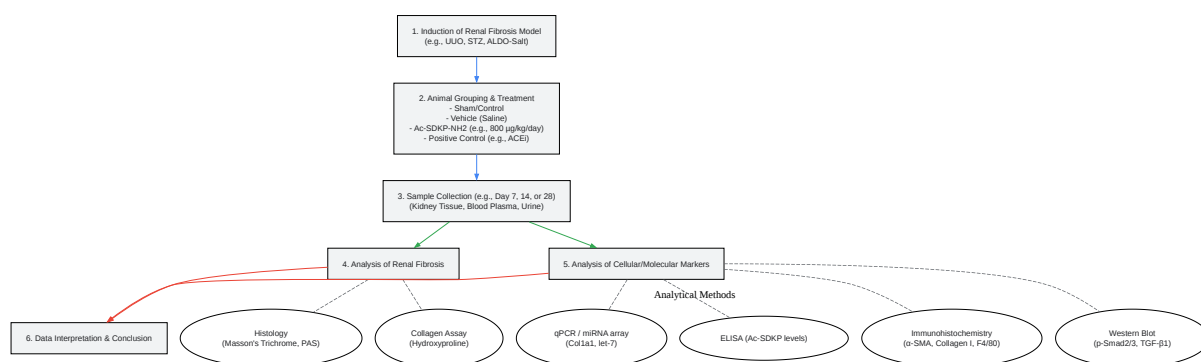 1. Induction of Renal Fibrosis Model
(e.g., UUO, STZ, ALDO-Salt)
2. Animal Grouping & Treatment
- Sham/Control
- Vehicle (Saline)
- Ac-SDKP-NH2 (e.g., 800 µg/kg/day)
- Positive Control (e.g., ACEi)
3. Sample Collection (e.g., Day 7, 14, or 28)
(Kidney Tissue, Blood Plasma, Urine)
4. Analysis of Renal Fibrosis
5. Analysis of Cellular/Molecular Markers
Analytical Methods
6. Data Interpretation & Conclusion
Histology
(Masson's Trichrome, PAS)
Collagen Assay
(Hydroxyproline)
qPCR / miRNA array
(Col1a1, let-7)
ELISA (Ac-SDKP levels)
Immunohistochemistry
(α-SMA, Collagen I, F4/80)
Western Blot
(p-Smad2/3, TGF-β1)